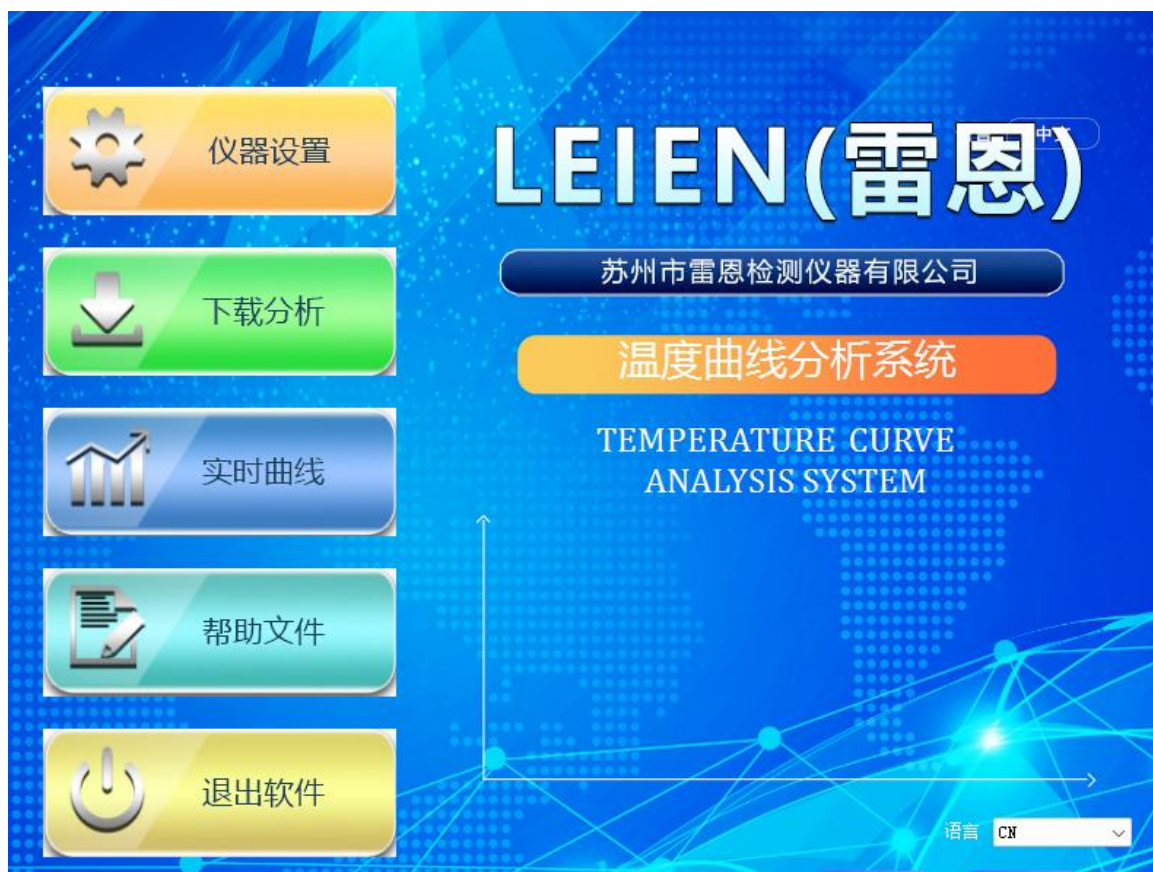 仪器设置
下载分析
实时曲线
帮助文件
退出软件
LEIEN(雷恩)
苏州市雷恩检测仪器有限公司
温度曲线分析系统
TEMPERATURE CURVE
ANALYSIS SYSTEM
语言 CN